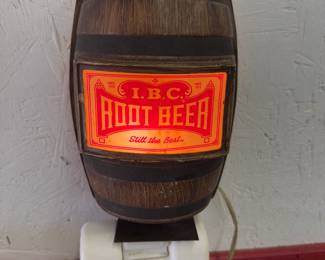 I.B.C.
ROOT BEER
Still the Best...